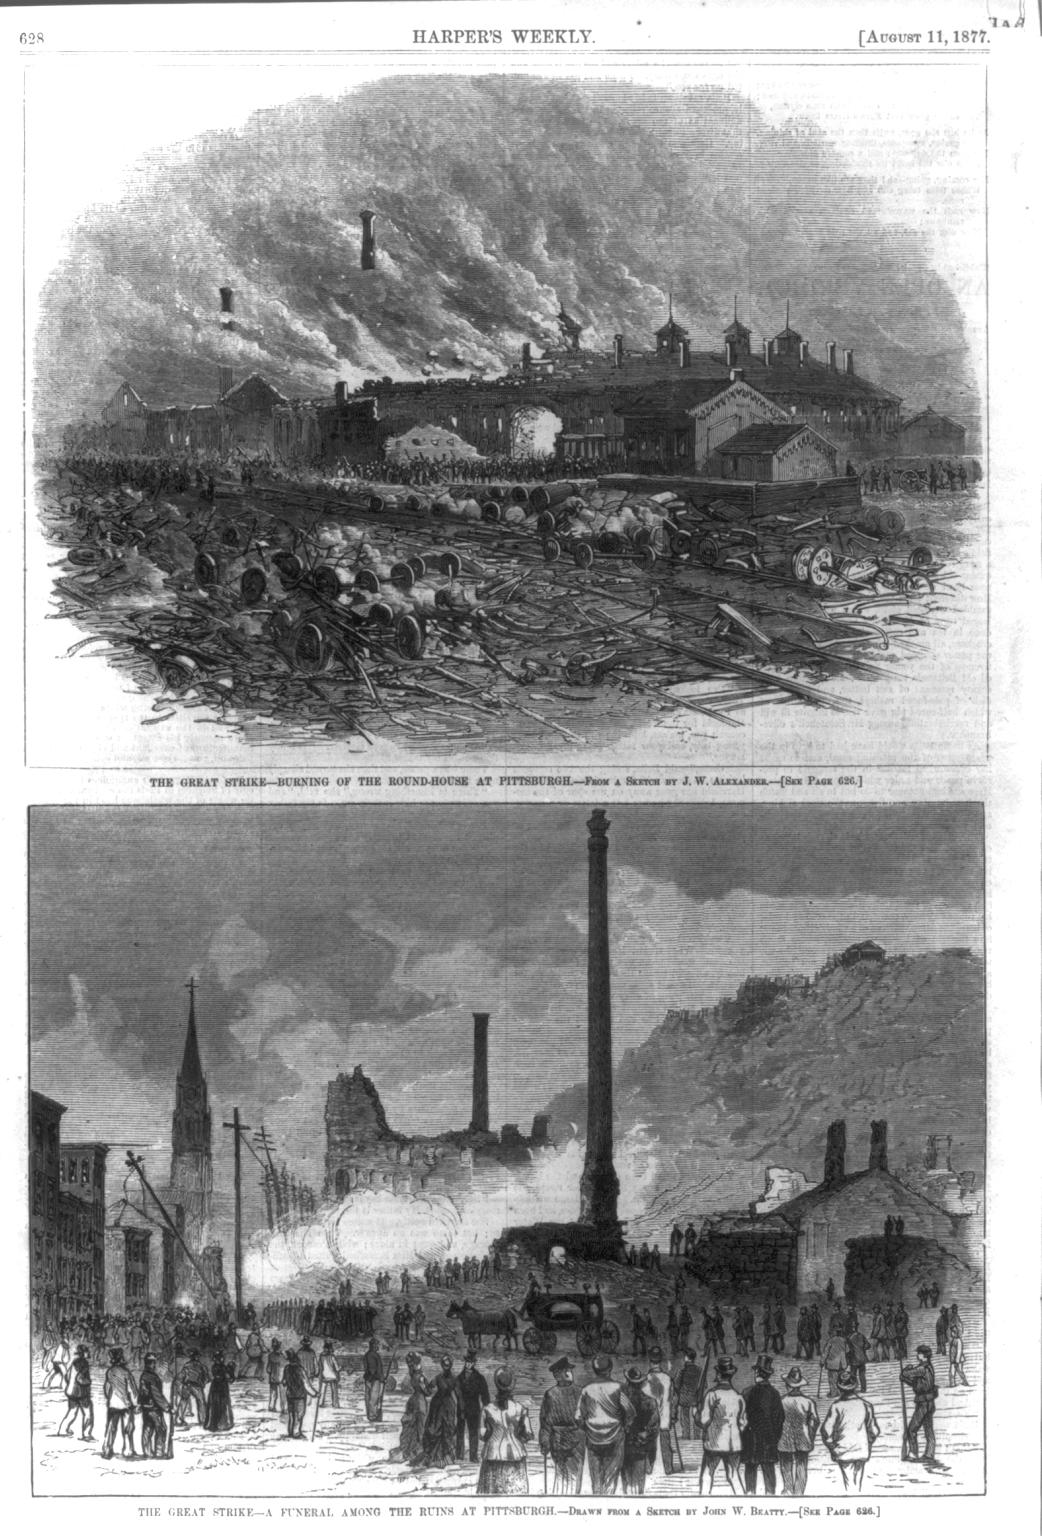 628 HARPER'S WEEKLY. [AUGUST 11, 1877.
THE GREAT STRIKE—BURNING OF THE ROUND-HOUSE AT PITTSBURGH.—FROM A SKETCH BY J. W. ALEXANDER.—[SEE PAGE 626.]
THE GREAT STRIKE—A FUNERAL AMONG THE RUINS AT PITTSBURGH.—DRAWN FROM A SKETCH BY JOHN W. BEATTY.—[SEE PAGE 626.]